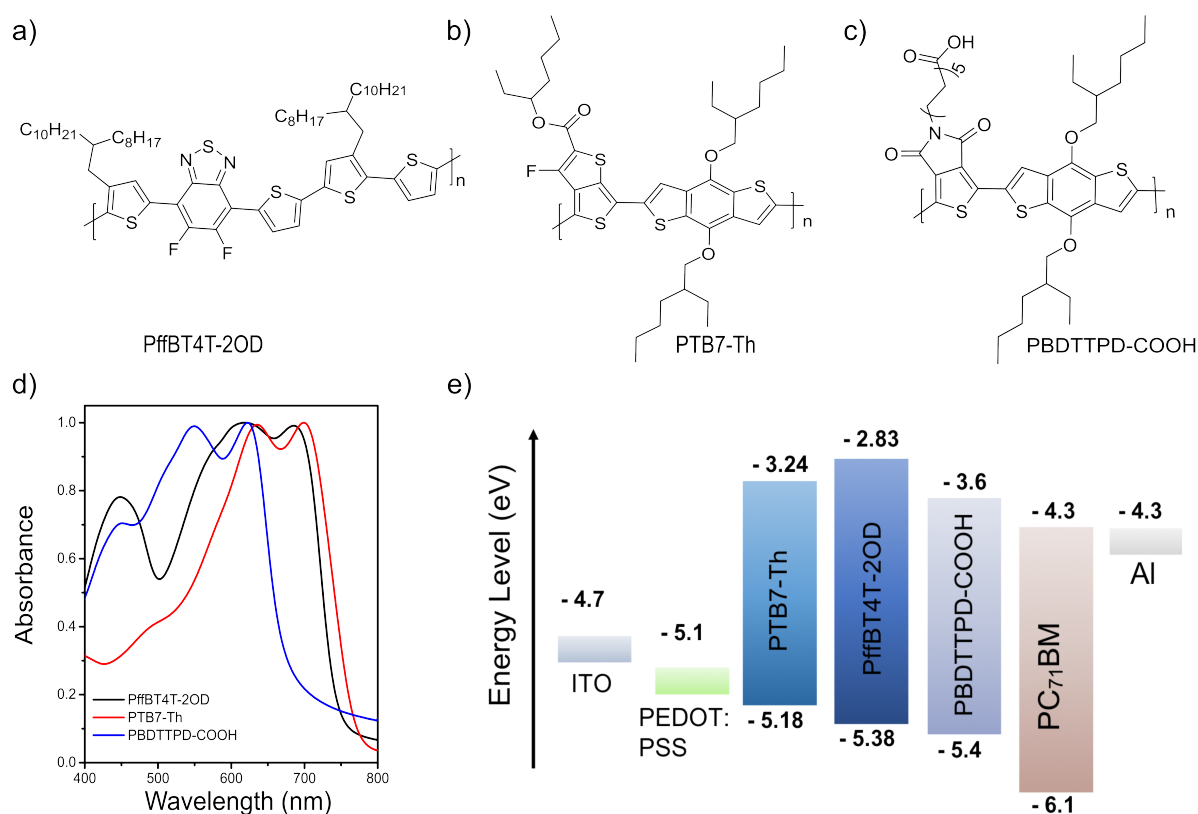 a)
C10H21
C8H17
C10H21
C8H17
N
S
N
S
F
F
S
S
S
n
PffBT4T-2OD
b)
O
O
F
S
S
O
S
S
O
n
PTB7-Th
c)
O
OH
5
N
O
O
S
O
S
S
O
n
PBDTTPD-COOH
d)
Absorbance
1.0
0.8
0.6
0.4
0.2
0.0
PffBT4T-2OD
PTB7-Th
PBDTTPD-COOH
400 500 600 700 800
Wavelength (nm)
e)
Energy Level (eV)
- 4.7
ITO
- 5.1
PEDOT:
PSS
- 3.24
PTB7-Th
- 5.18
- 2.83
PffBT4T-2OD
- 5.38
- 3.6
PBDTTPD-COOH
- 5.4
- 4.3
PC71BM
- 6.1
- 4.3
Al